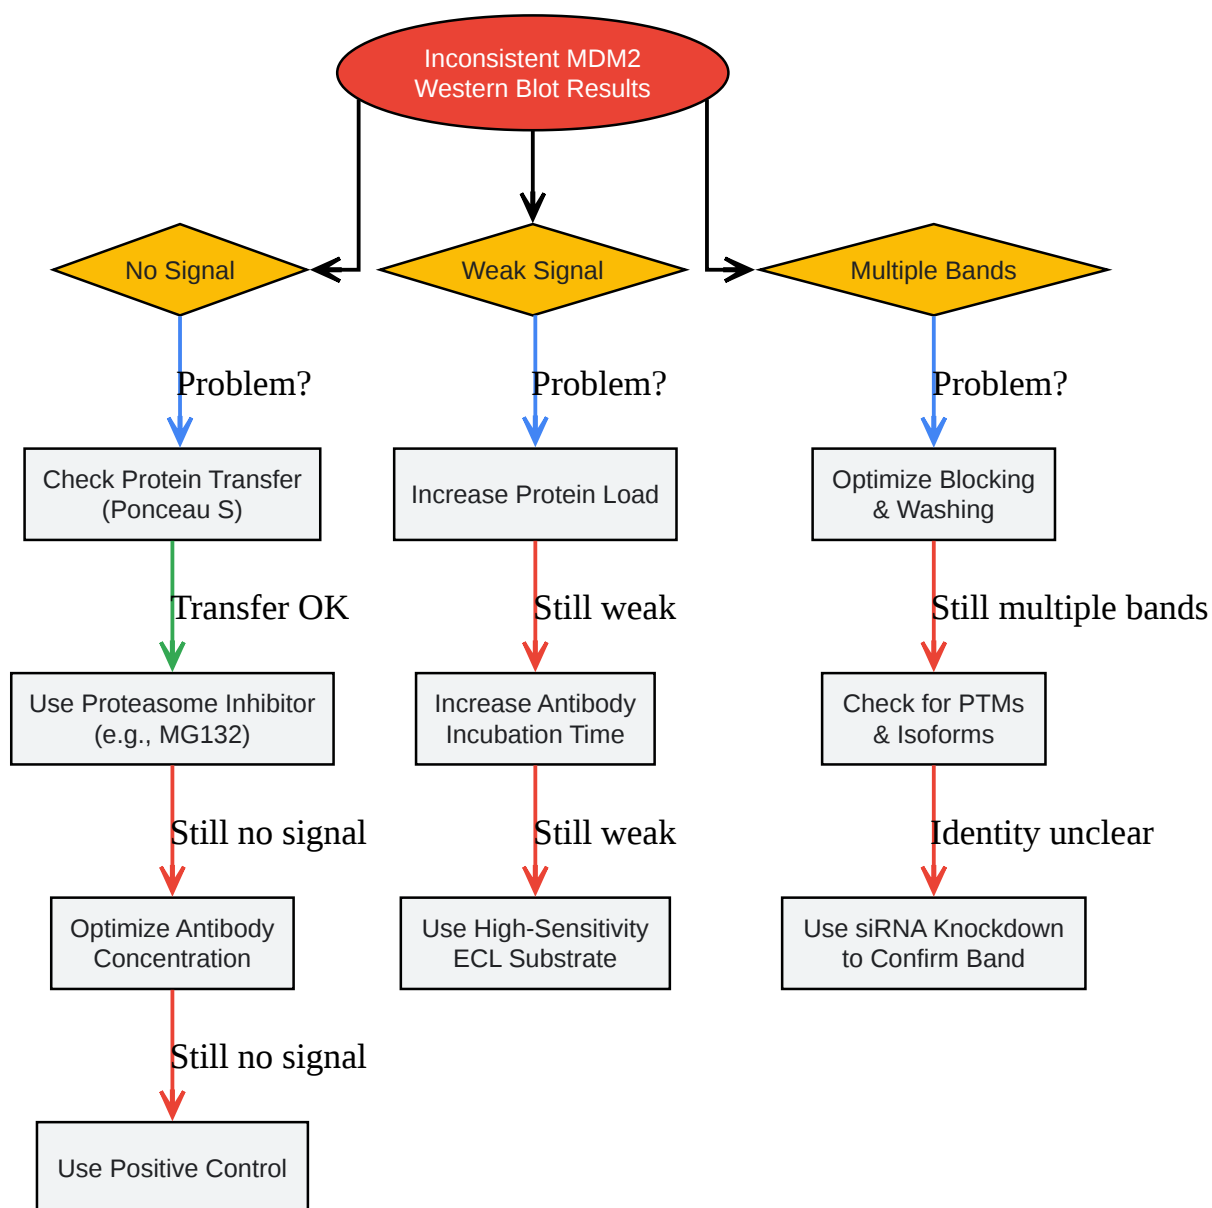 Inconsistent MDM2
Western Blot Results
No Signal
Weak Signal
Multiple Bands
Problem?
Problem?
Problem?
Check Protein Transfer
(Ponceau S)
Increase Protein Load
Optimize Blocking
& Washing
Transfer OK
Still weak
Still multiple bands
Use Proteasome Inhibitor
(e.g., MG132)
Increase Antibody
Incubation Time
Check for PTMs
& Isoforms
Still no signal
Still weak
Identity unclear
Optimize Antibody
Concentration
Use High-Sensitivity
ECL Substrate
Use siRNA Knockdown
to Confirm Band
Still no signal
Use Positive Control